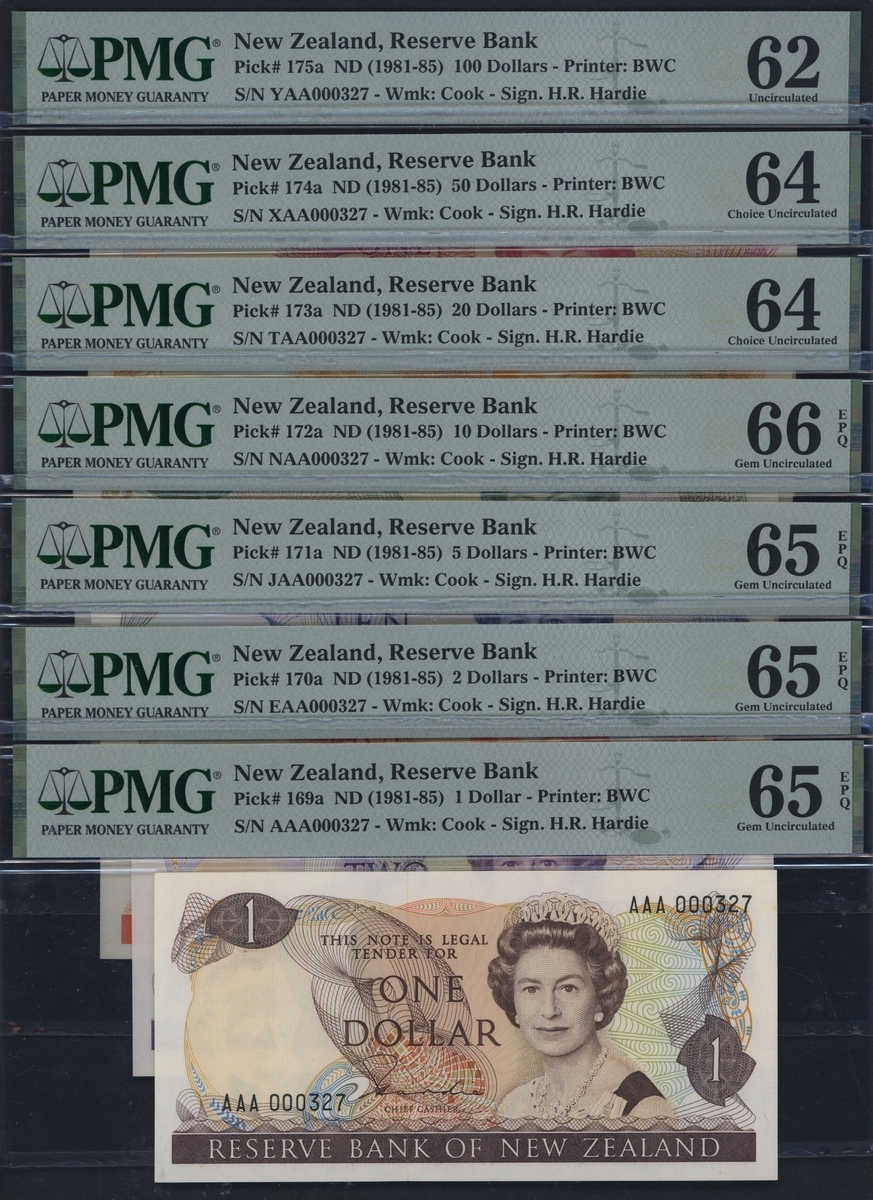 PMG®
PAPER MONEY GUARANTY
New Zealand, Reserve Bank
Pick# 175a ND (1981-85) 100 Dollars - Printer: BWC
S/N YAA000327 - Wmk: Cook - Sign. H.R. Hardie
62
Uncirculated
PMG®
PAPER MONEY GUARANTY
New Zealand, Reserve Bank
Pick# 174a ND (1981-85) 50 Dollars - Printer: BWC
S/N XAA000327 - Wmk: Cook - Sign. H.R. Hardie
64
Choice Uncirculated
PMG®
PAPER MONEY GUARANTY
New Zealand, Reserve Bank
Pick# 173a ND (1981-85) 20 Dollars - Printer: BWC
S/N TAA000327 - Wmk: Cook - Sign. H.R. Hardie
64
Choice Uncirculated
PMG®
PAPER MONEY GUARANTY
New Zealand, Reserve Bank
Pick# 172a ND (1981-85) 10 Dollars - Printer: BWC
S/N NAA000327 - Wmk: Cook - Sign. H.R. Hardie
66
EPQ
Gem Uncirculated
PMG®
PAPER MONEY GUARANTY
New Zealand, Reserve Bank
Pick# 171a ND (1981-85) 5 Dollars - Printer: BWC
S/N JAA000327 - Wmk: Cook - Sign. H.R. Hardie
65
EPQ
Gem Uncirculated
PMG®
PAPER MONEY GUARANTY
New Zealand, Reserve Bank
Pick# 170a ND (1981-85) 2 Dollars - Printer: BWC
S/N EAA000327 - Wmk: Cook - Sign. H.R. Hardie
65
EPQ
Gem Uncirculated
PMG®
PAPER MONEY GUARANTY
New Zealand, Reserve Bank
Pick# 169a ND (1981-85) 1 Dollar - Printer: BWC
S/N AAA000327 - Wmk: Cook - Sign. H.R. Hardie
65
EPQ
Gem Uncirculated
TWO
1
AAA 000327
THIS NOTE IS LEGAL
TENDER FOR
ONE
DOLLAR
1
AAA 000327
CHIEF CASHIER
RESERVE BANK OF NEW ZEALAND